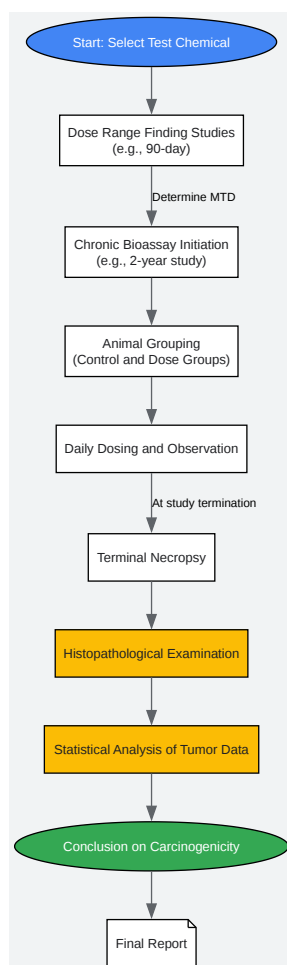 Start: Select Test Chemical
Dose Range Finding Studies
(e.g., 90-day)
Determine MTD
Chronic Bioassay Initiation
(e.g., 2-year study)
Animal Grouping
(Control and Dose Groups)
Daily Dosing and Observation
At study termination
Terminal Necropsy
Histopathological Examination
Statistical Analysis of Tumor Data
Conclusion on Carcinogenicity
Final Report